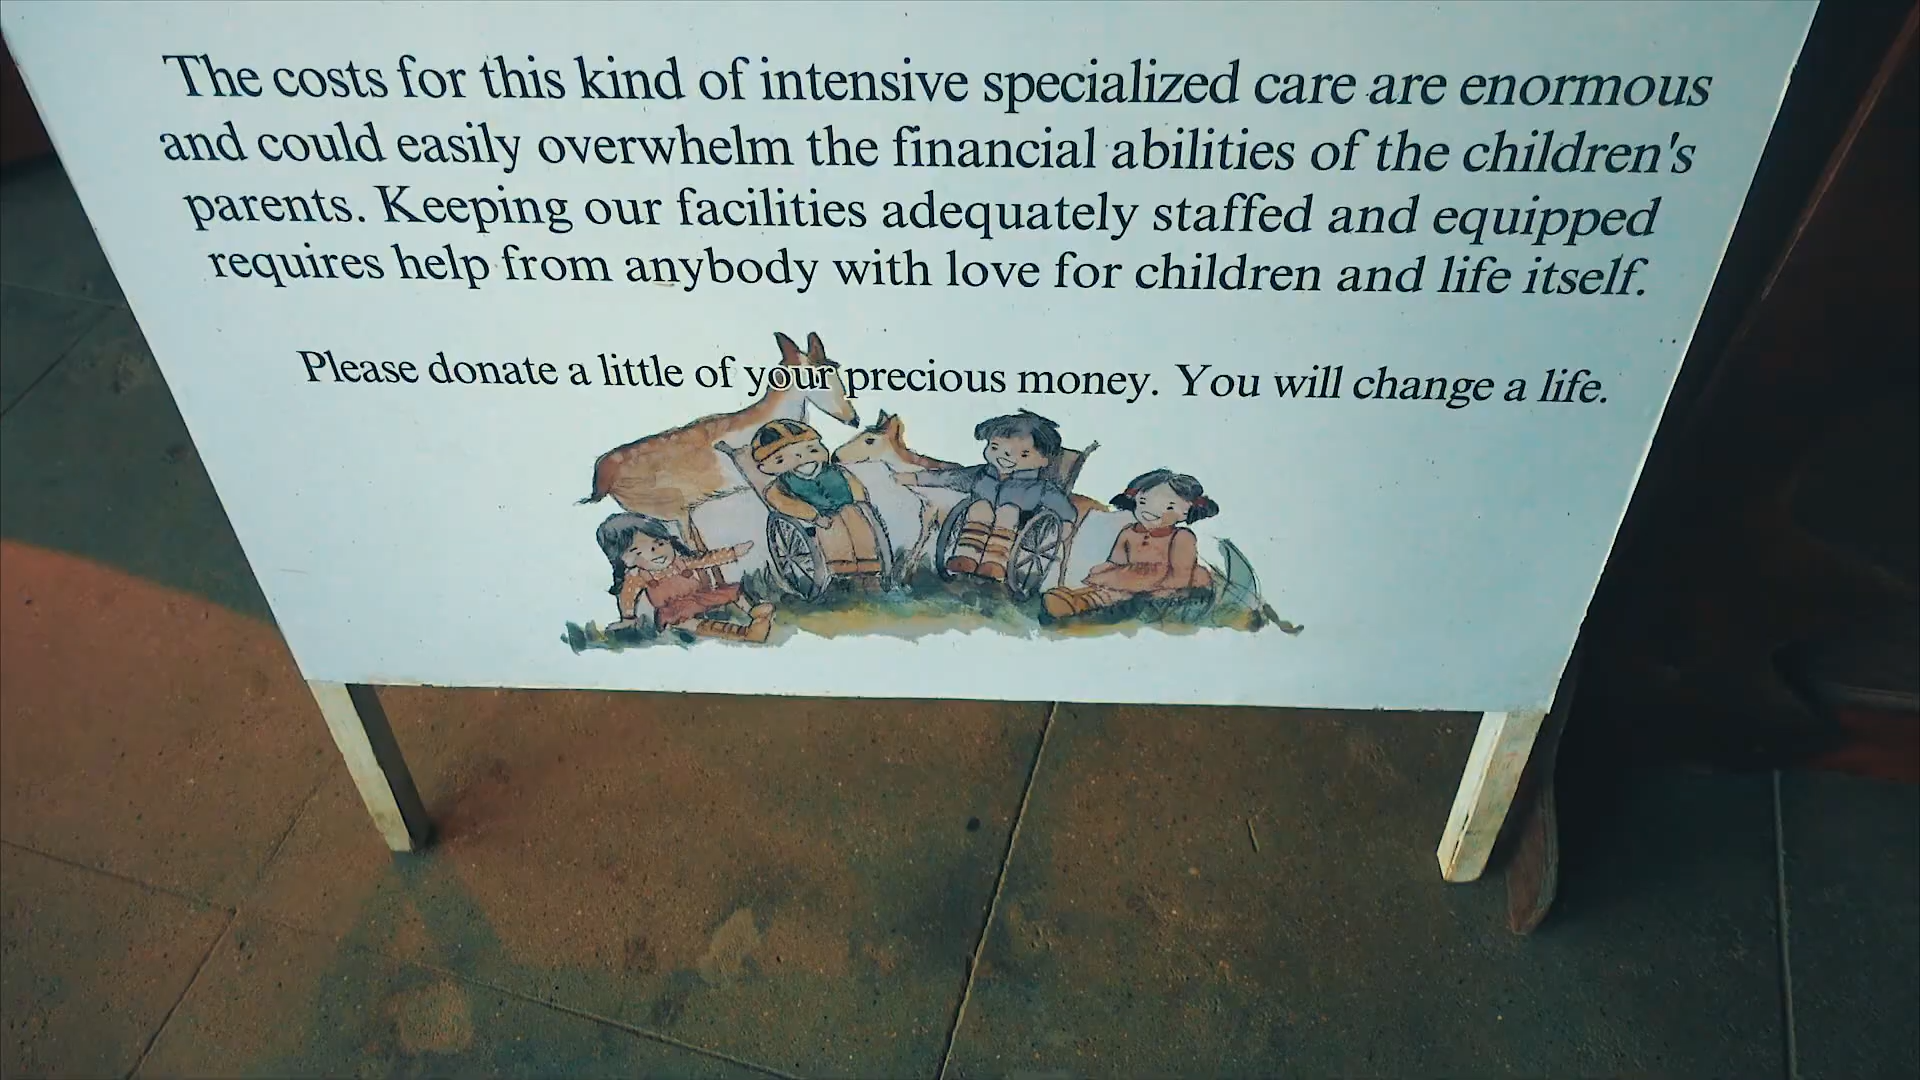 The costs for this kind of intensive specialized care are enormous
and could easily overwhelm the financial abilities of the children's
parents. Keeping our facilities adequately staffed and equipped
requires help from anybody with love for children and life itself.
Please donate a little of your precious money. You will change a life.